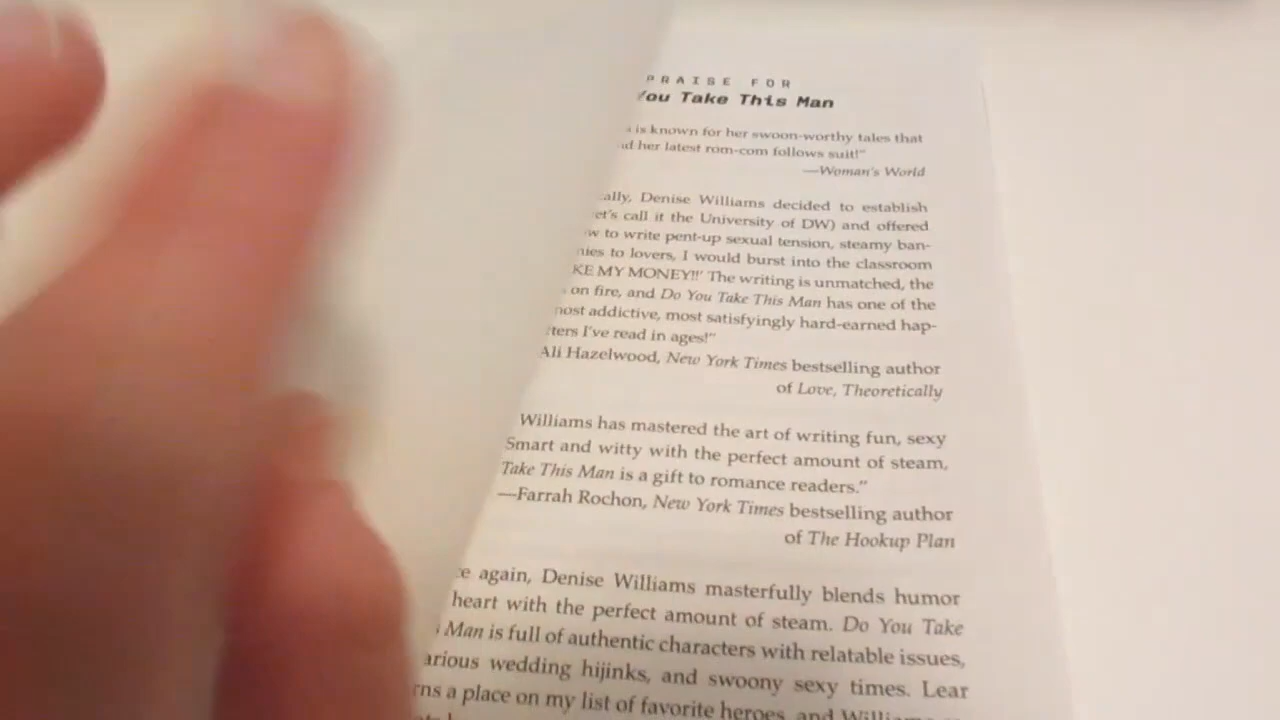 PRAISE FOR
You Take This Man
is known for her swoon-worthy tales that
her latest rom-com follows suit!"
—Woman's World
ally, Denise Williams decided to establish
et's call it the University of DW) and offered
w to write pent-up sexual tension, steamy ban-
nies to lovers, I would burst into the classroom
KE MY MONEY!!' The writing is unmatched, the
on fire, and Do You Take This Man has one of the
most addictive, most satisfyingly hard-earned hap-
ters I've read in ages!"
Ali Hazelwood, New York Times bestselling author
of Love, Theoretically
Williams has mastered the art of writing fun, sexy
Smart and witty with the perfect amount of steam,
Take This Man is a gift to romance readers."
—Farrah Rochon, New York Times bestselling author
of The Hookup Plan
ce again, Denise Williams masterfully blends humor
heart with the perfect amount of steam. Do You Take
Man is full of authentic characters with relatable issues,
arious wedding hijinks, and swoony sexy times. Lear
rns a place on my list of favorite heroes, and Williams